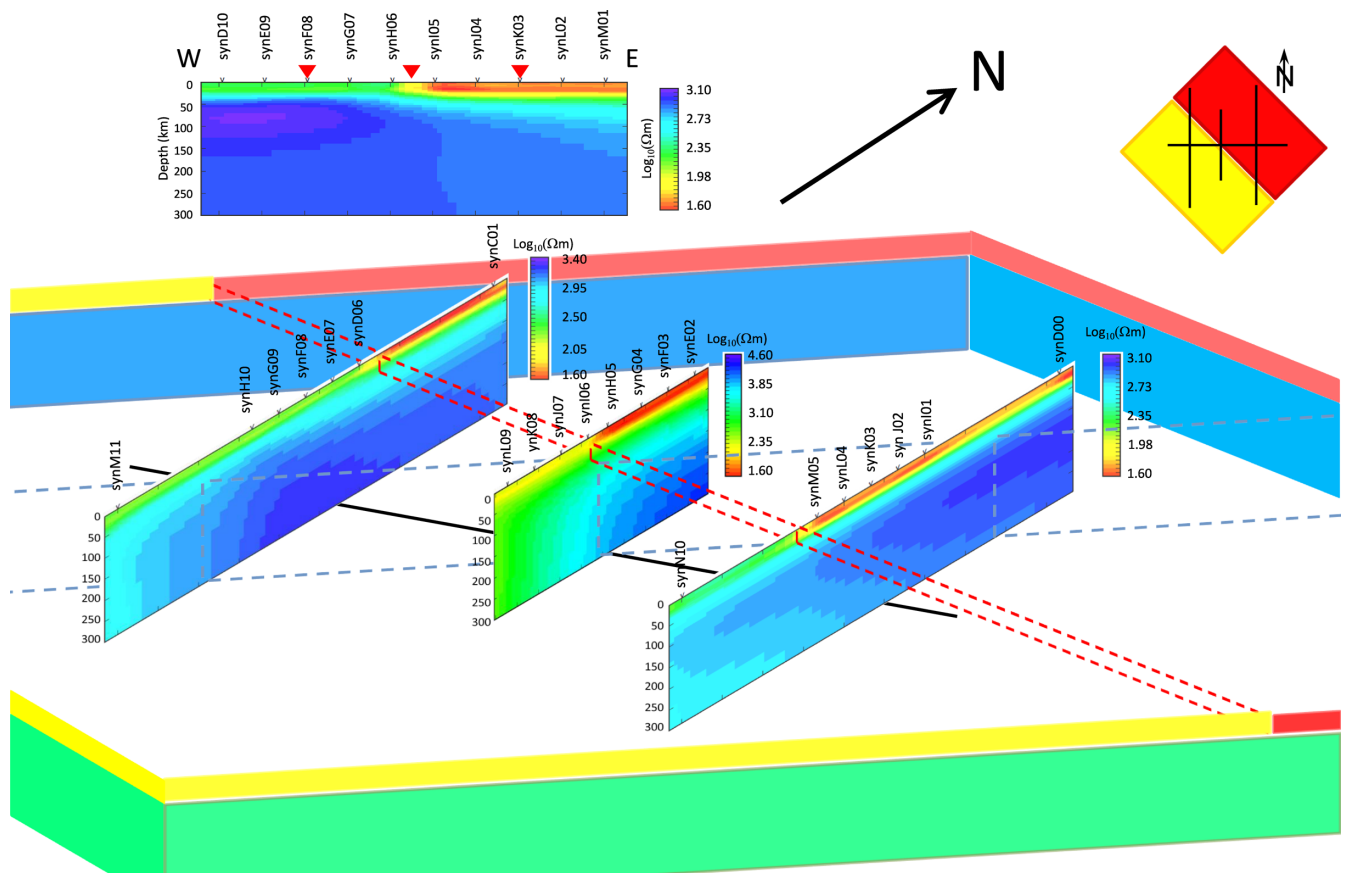 synD10
synE09
synF08
synG07
synH06
synI05
synJ04
synK03
synL02
synM01
W
E
Depth (km)
0
50
100
150
200
250
300
3.10
2.73
2.35
1.98
1.60
Log10(Ωm)
N
N
synC01
synD06
synE07
synF08
synG09
synH10
synM11
0
50
100
150
200
250
300
Log10(Ωm)
3.40
2.95
2.50
2.05
1.60
synE02
synF03
synG04
synH05
synI06
synJ07
ynK08
synL09
0
50
100
150
200
250
300
Log10(Ωm)
4.60
3.85
3.10
2.35
1.60
synD00
synI01
synJ02
synK03
synL04
synM05
synN10
0
50
100
150
200
250
300
Log10(Ωm)
3.10
2.73
2.35
1.98
1.60